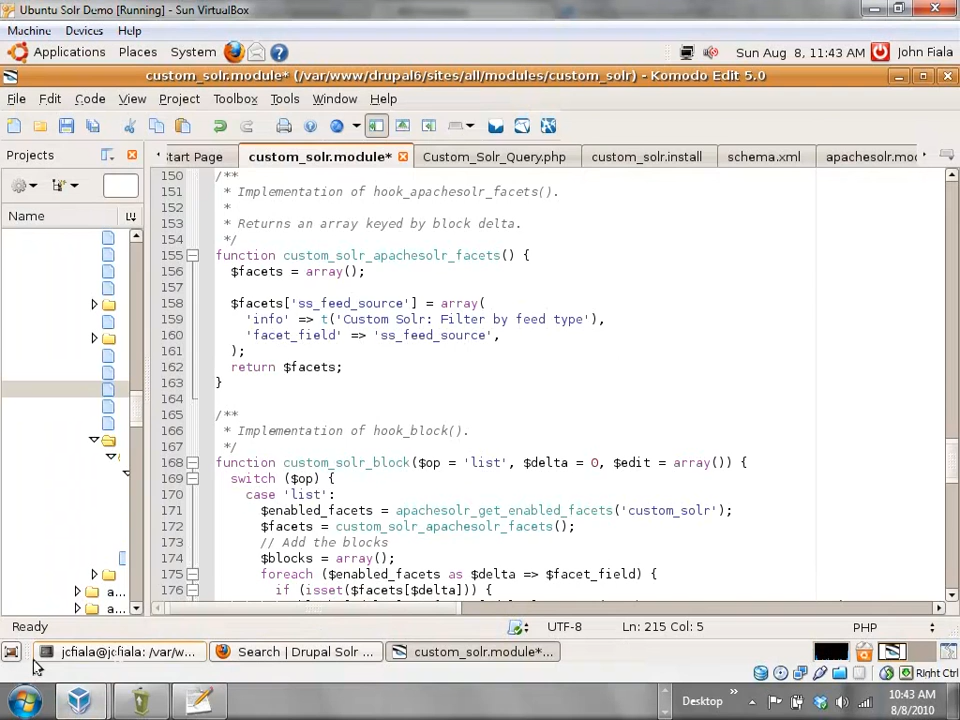 Ubuntu Solr Demo [Running] - Sun VirtualBox
Machine Devices Help
Applications Places System Sun Aug 8, 11:43 AM John Fiala
custom_solr.module* (/var/www/drupal6/sites/all/modules/custom_solr) - Komodo Edit 5.0
File Edit Code View Project Toolbox Tools Window Help
Projects
tart Page custom_solr.module* Custom_Solr_Query.php custom_solr.install schema.xml apachesolr.mo
Name
150 /**
151 * Implementation of hook_apachesolr_facets().
152 *
153 * Returns an array keyed by block delta.
154 */
155 function custom_solr_apachesolr_facets() {
156 $facets = array();
157
158 $facets['ss_feed_source'] = array(
159 'info' => t('Custom Solr: Filter by feed type'),
160 'facet_field' => 'ss_feed_source',
161 );
162 return $facets;
163 }
164
165 /**
166 * Implementation of hook_block().
167 */
168 function custom_solr_block($op = 'list', $delta = 0, $edit = array()) {
169 switch ($op) {
170 case 'list':
171 $enabled_facets = apachesolr_get_enabled_facets('custom_solr');
172 $facets = custom_solr_apachesolr_facets();
173 // Add the blocks
174 $blocks = array();
175 foreach ($enabled_facets as $delta => $facet_field) {
176 if (isset($facets[$delta])) {
a...
a...
Ready UTF-8 Ln: 215 Col: 5 PHP
jcfiala@jcfiala: /var/w... Search | Drupal Solr ... custom_solr.module*...
Right Ctrl
Desktop » 10:43 AM
8/8/2010